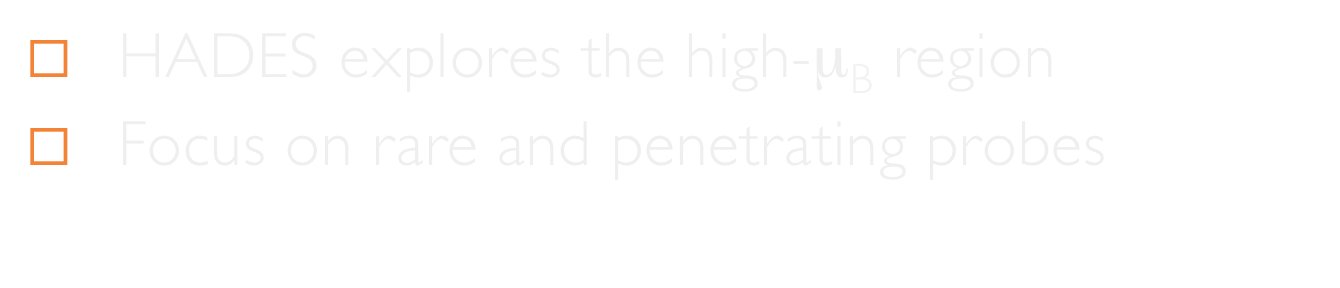 HADES explores the high-μB region
Focus on rare and penetrating probes